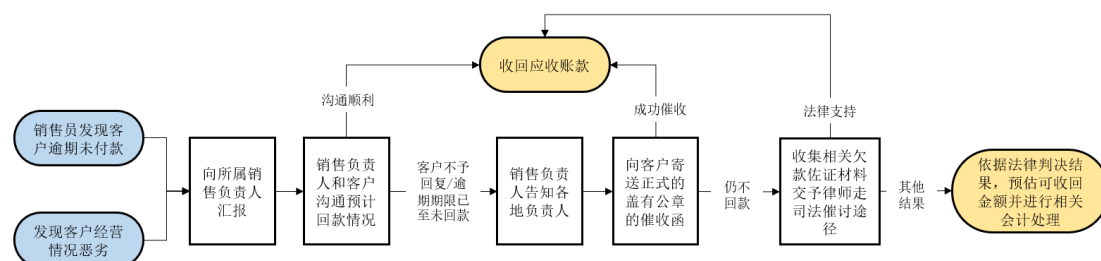 收回应收账款
沟通顺利
成功催收
法律支持
销售员发现客
户逾期未付款
发现客户经营
情况恶劣
向所属销
售负责人
汇报
销售负责
人和客户
沟通预计
回款情况
客户不予
回复/逾
期期限已
至未回款
销售负责
人告知各
地负责人
向客户寄
送正式的
盖有公章
的催收函
仍不
回款
收集相关欠
款佐证材料
交予律师走
司法催讨途
径
其他
结果
依据法律判决结
果，预估可收回
金额并进行相关
会计处理